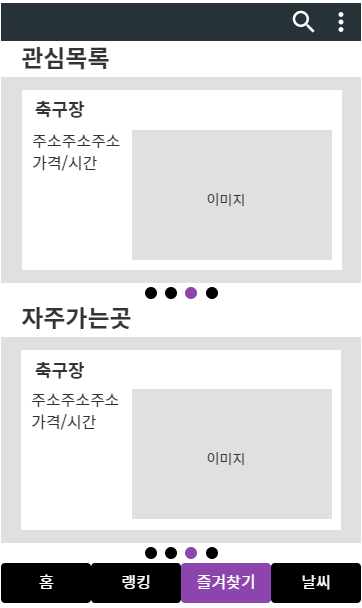 관심목록
축구장
주소주소주소
가격/시간
이미지
자주가는곳
축구장
주소주소주소
가격/시간
이미지
홈
랭킹
즐겨찾기
날씨